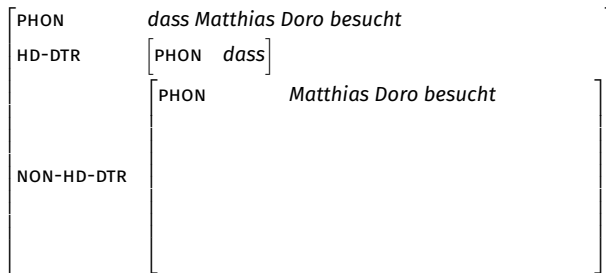 PHON dass Matthias Doro besucht
HD-DTR [PHON dass]
PHON Matthias Doro besucht
NON-HD-DTR